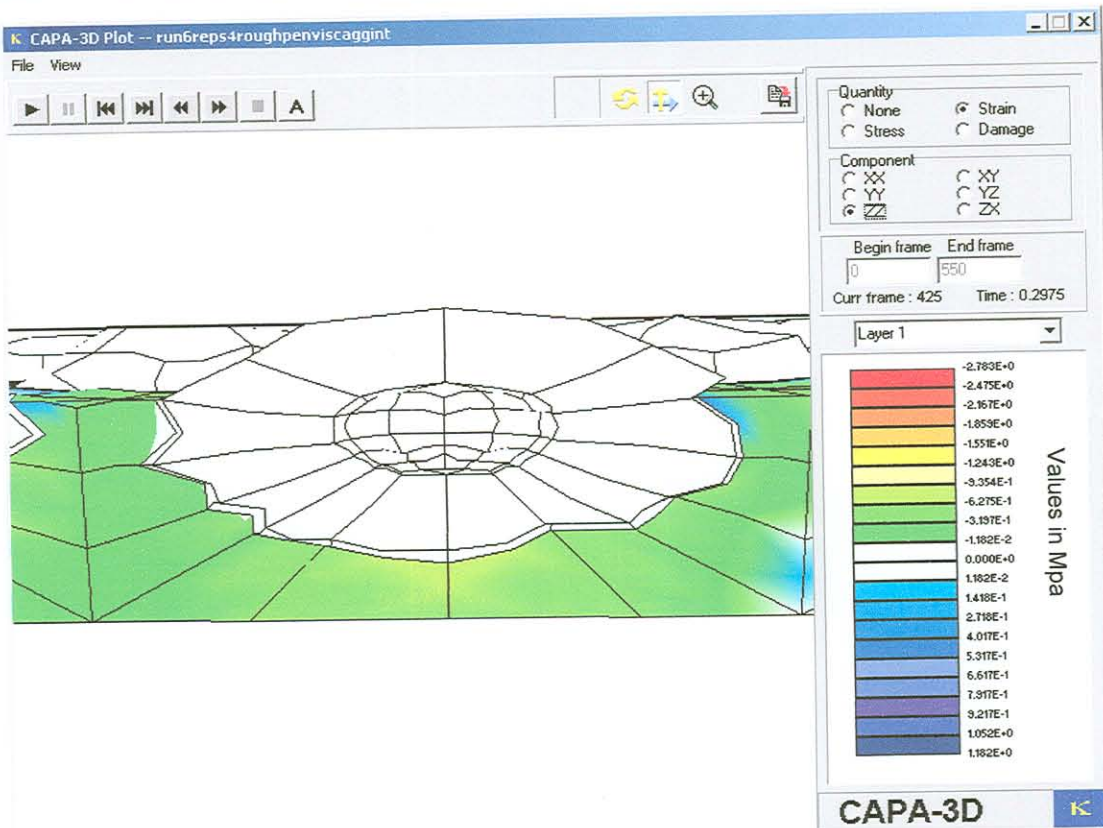 K CAPA-3D Plot -- run6reps4roughpenviscaggint
File View
A
Quantity
None Strain
Stress Damage
Component
XX XY
YY YZ
ZZ ZX
Begin frame End frame
0 550
Curr frame : 425 Time : 0.2975
Layer 1
-2.783E+0
-2.475E+0
-2.167E+0
-1.859E+0
-1.551E+0
-1.243E+0
-9.354E-1
-6.275E-1
-3.197E-1
-1.182E-2
0.000E+0
1.182E-2
1.418E-1
2.718E-1
4.017E-1
5.317E-1
6.617E-1
7.917E-1
9.217E-1
1.052E+0
1.182E+0
Values in Mpa
CAPA-3D K